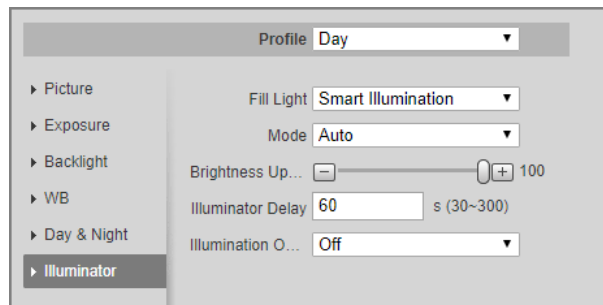 Profile Day
Picture
Exposure
Backlight
WB
Day & Night
Illuminator
Fill Light Smart Illumination
Mode Auto
Brightness Up... 100
Illuminator Delay 60 s (30~300)
Illumination O... Off